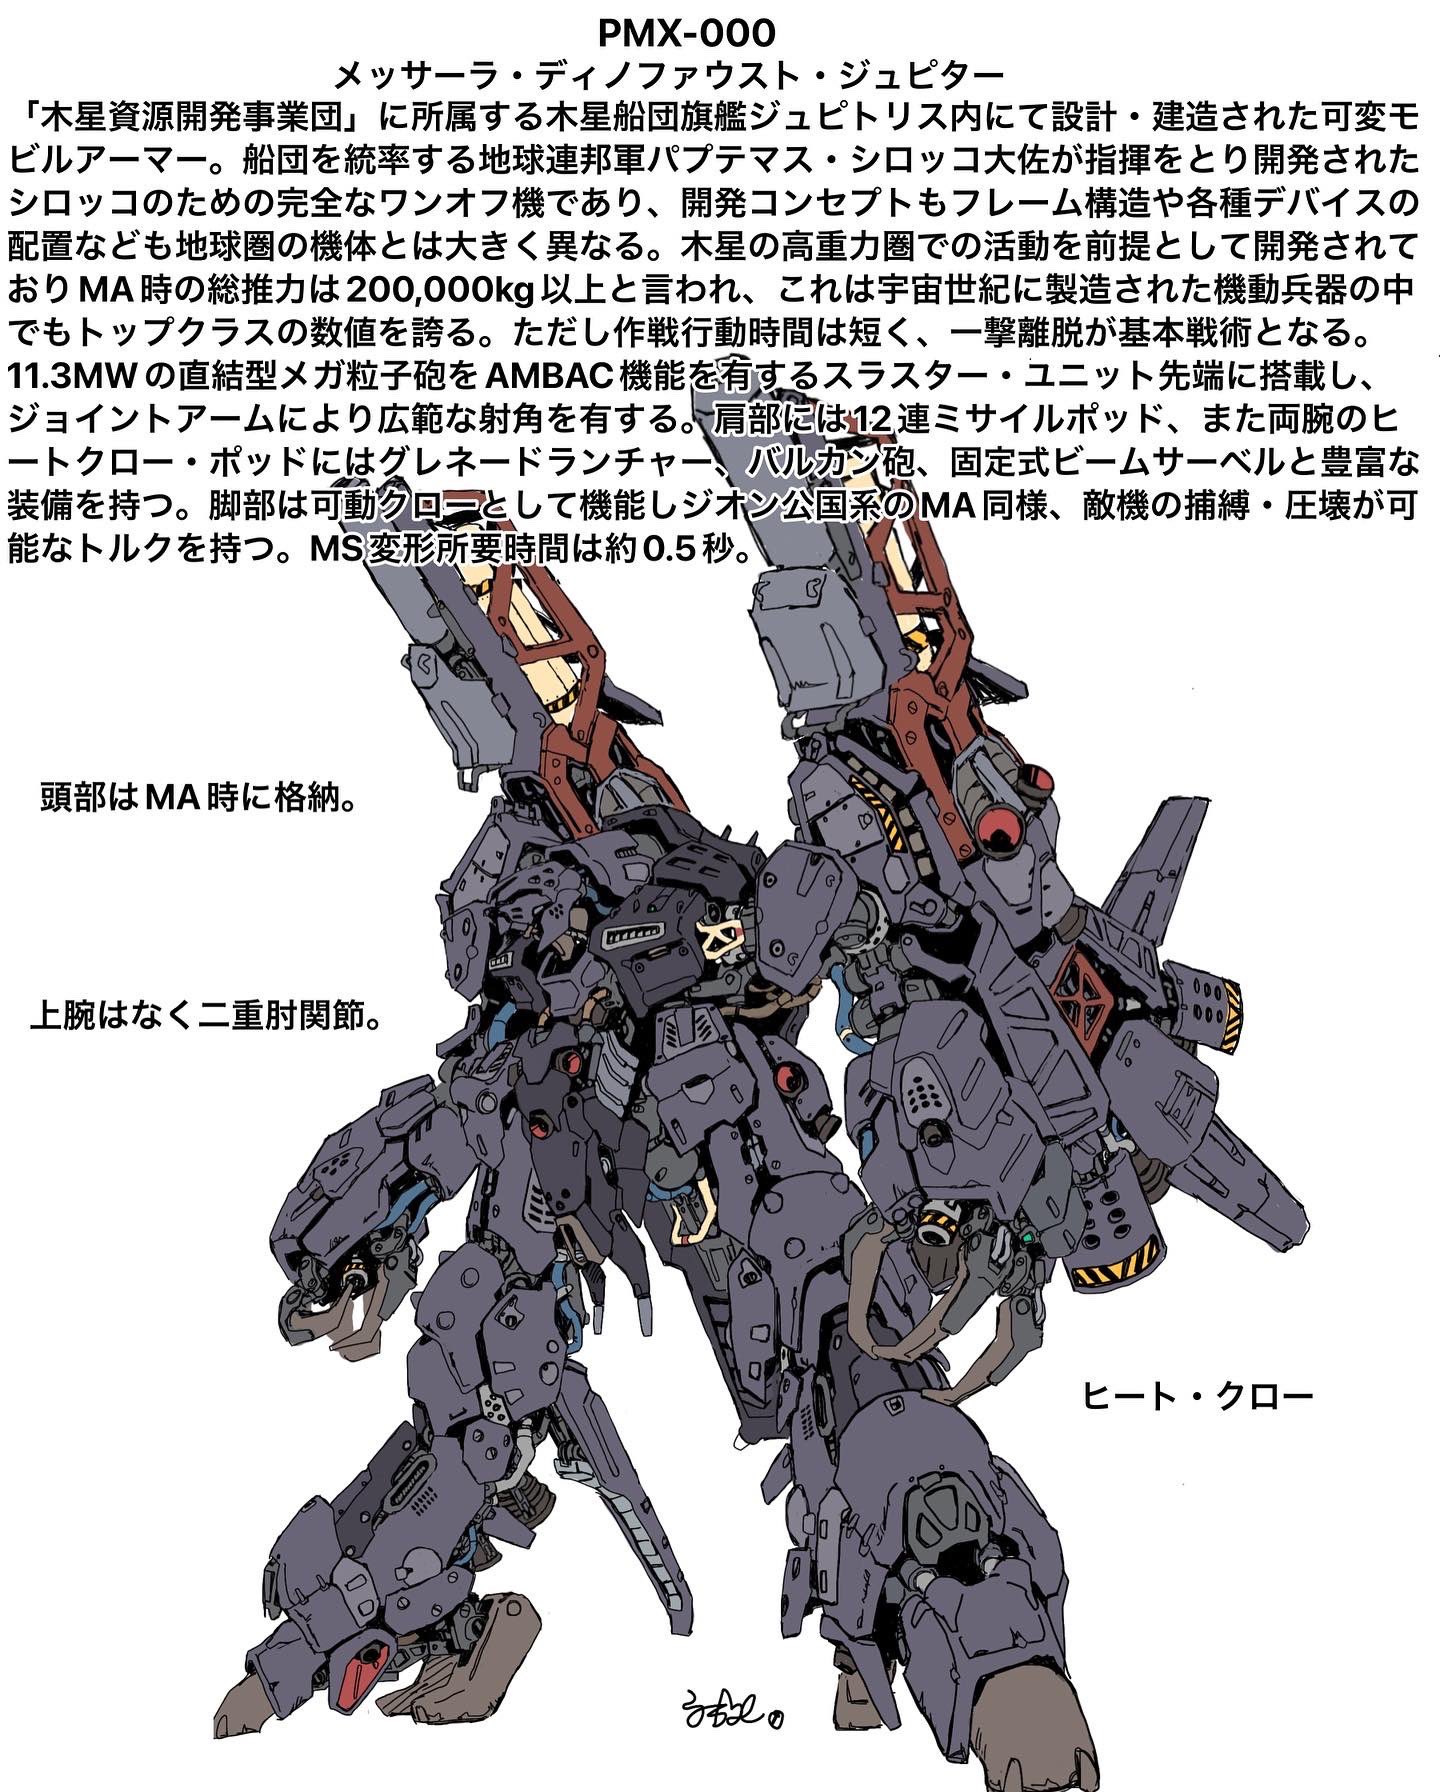 PMX-000
メッサーラ・ディノファウスト・ジュピター
「木星資源開発事業団」に所属する木星船団旗艦ジュピトリス内にて設計・建造された可変モ
ビルアーマー。船団を統率する地球連邦軍パプテマス・シロッコ大佐が指揮をとり開発された
シロッコのための完全なワンオフ機であり、開発コンセプトもフレーム構造や各種デバイスの
配置なども地球圏の機体とは大きく異なる。木星の高重力圏での活動を前提として開発されて
おりMA時の総推力は200,000kg以上と言われ、これは宇宙世紀に製造された機動兵器の中
でもトップクラスの数値を誇る。ただし作戦行動時間は短く、一撃離脱が基本戦術となる。
11.3MWの直結型メガ粒子砲をAMBAC機能を有するスラスター・ユニット先端に搭載し、
ジョイントアームにより広範な射角を有する。肩部には12連ミサイルポッド、また両腕のヒ
ートクロー・ポッドにはグレネードランチャー、バルカン砲、固定式ビームサーベルと豊富な
装備を持つ。脚部は可動クローとして機能しジオン公国系のMA同様、敵機の捕縛・圧壊が可
能なトルクを持つ。MS変形所要時間は約0.5秒。
頭部はMA時に格納。
上腕はなく二重肘関節。
ヒート・クロー